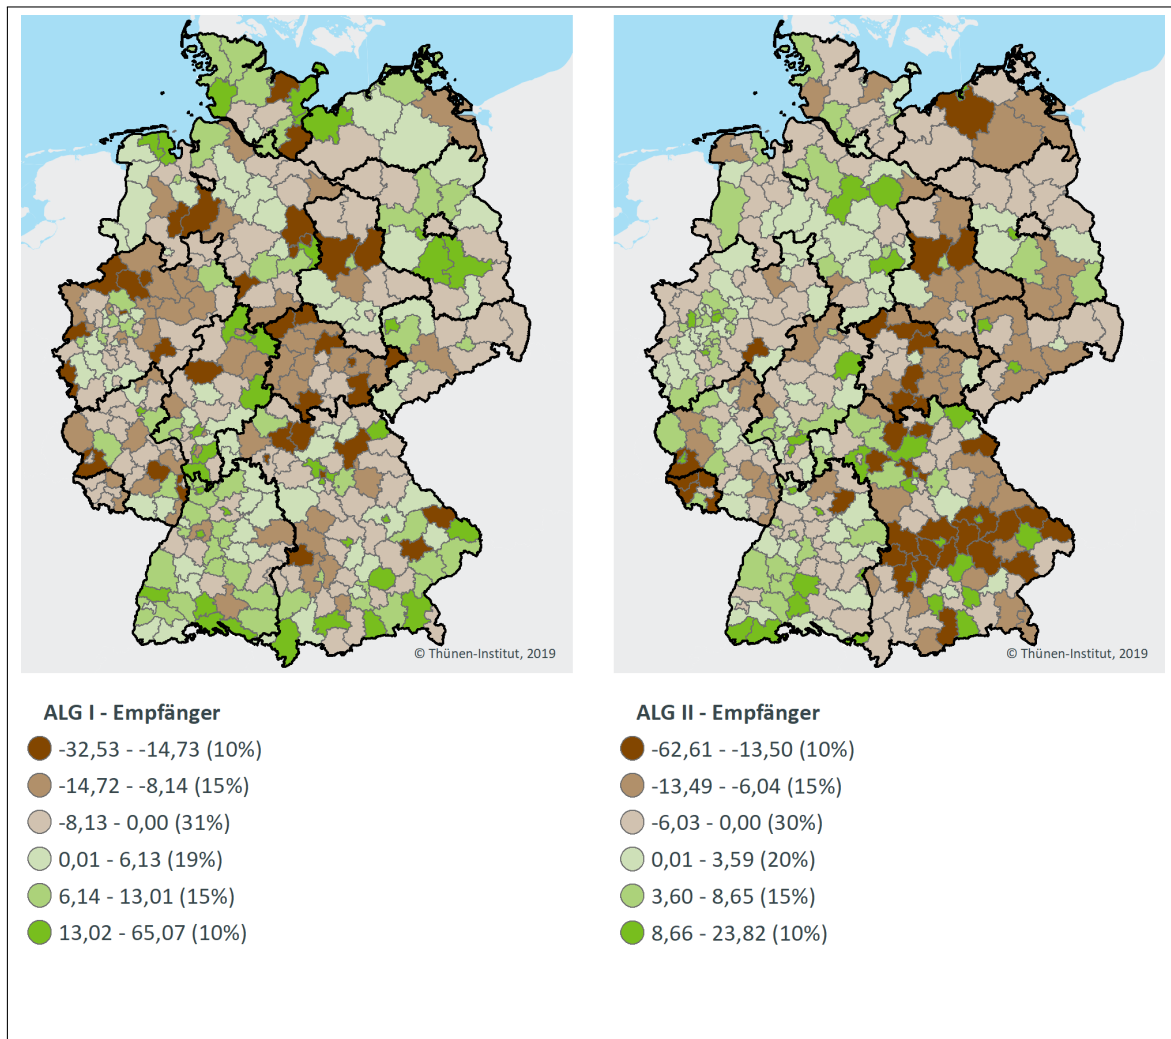 © Thünen-Institut, 2019
© Thünen-Institut, 2019
ALG I - Empfänger
-32,53 - -14,73 (10%)
-14,72 - -8,14 (15%)
-8,13 - 0,00 (31%)
0,01 - 6,13 (19%)
6,14 - 13,01 (15%)
13,02 - 65,07 (10%)
ALG II - Empfänger
-62,61 - -13,50 (10%)
-13,49 - -6,04 (15%)
-6,03 - 0,00 (30%)
0,01 - 3,59 (20%)
3,60 - 8,65 (15%)
8,66 - 23,82 (10%)